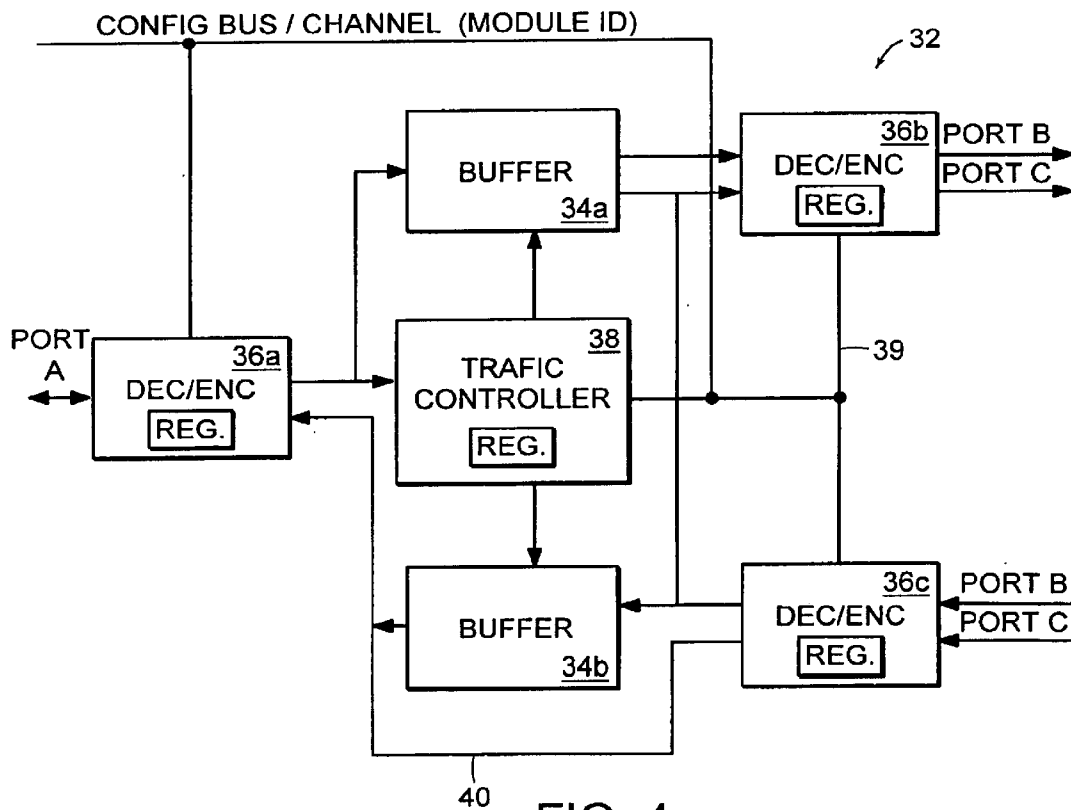 CONFIG BUS / CHANNEL (MODULE ID)
32
BUFFER
34a
36b
DEC/ENC
REG.
PORT B
PORT C
PORT
A
36a
DEC/ENC
REG.
38
TRAFIC
CONTROLLER
REG.
39
BUFFER
34b
36c
DEC/ENC
REG.
PORT B
PORT C
40
FIG. 4